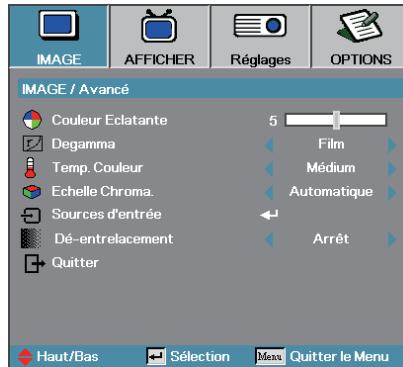 IMAGE AFFICHER Réglages OPTIONS
IMAGE / Avancé
Couleur Eclatante 5
Degamma Film
Temp. Couleur Médium
Echelle Chroma. Automatique
Sources d'entrée
Dé-entrelacement Arrêt
Quitter
Haut/Bas Sélection Menu Quitter le Menu